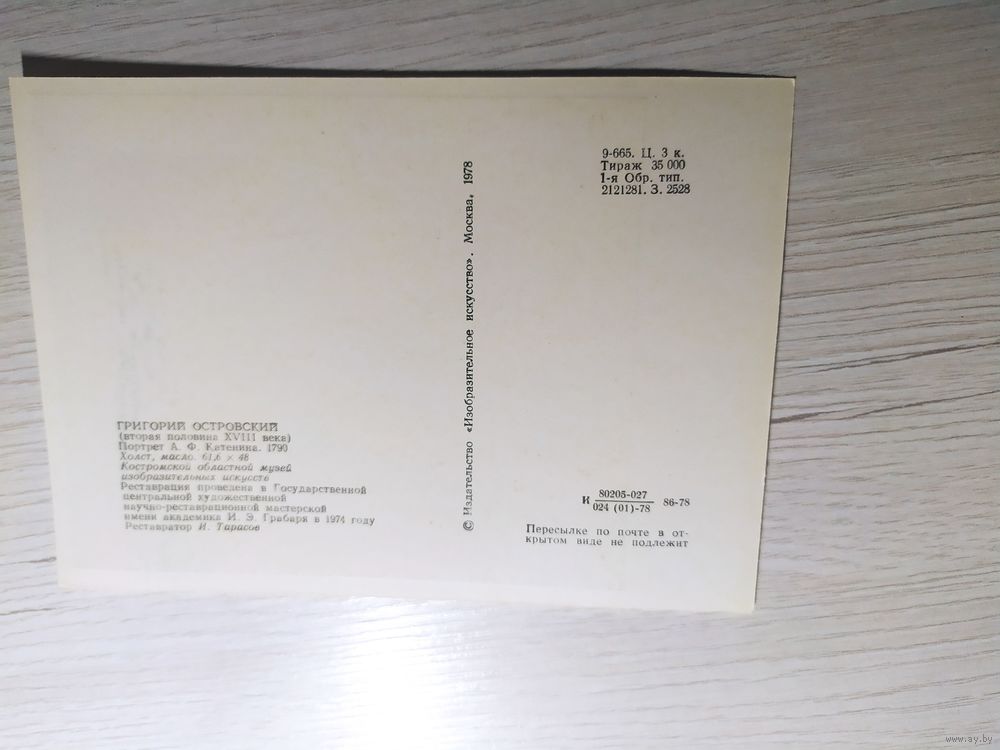 ГРИГОРИЙ ОСТРОВСКИЙ
(вторая половина XVIII века)
Портрет А. Ф. Катенина. 1790
Холст, масло. 61,6 × 48
Костромской областной музей
изобразительных искусств
Реставрация проведена в Государственной
центральной художественной
научно-реставрационной мастерской
имени академика И. Э. Грабаря в 1974 году
Реставратор И. Тарасов
© Издательство «Изобразительное искусство». Москва. 1978
9-665. Ц. 3 к.
Тираж 35 000
1-я Обр. тип.
2121281. З. 2528
И 80205-027
024 (01)-78 86-78
Пересылке по почте в от-
крытом виде не подлежит
www.ay.by